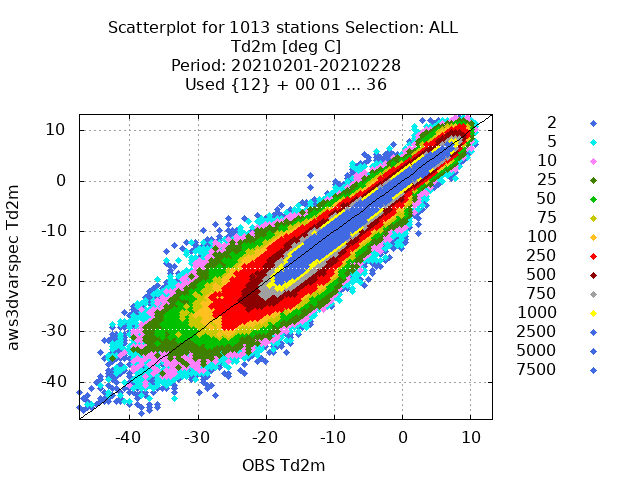 Scatterplot for 1013 stations Selection: ALL
Td2m [deg C]
Period: 20210201-20210228
Used {12} + 00 01 ... 36
10
0
-10
-20
-30
-40
aws3dvarspec Td2m
-40 -30 -20 -10 0 10
OBS Td2m
2
5
10
25
50
75
100
250
500
750
1000
2500
5000
7500